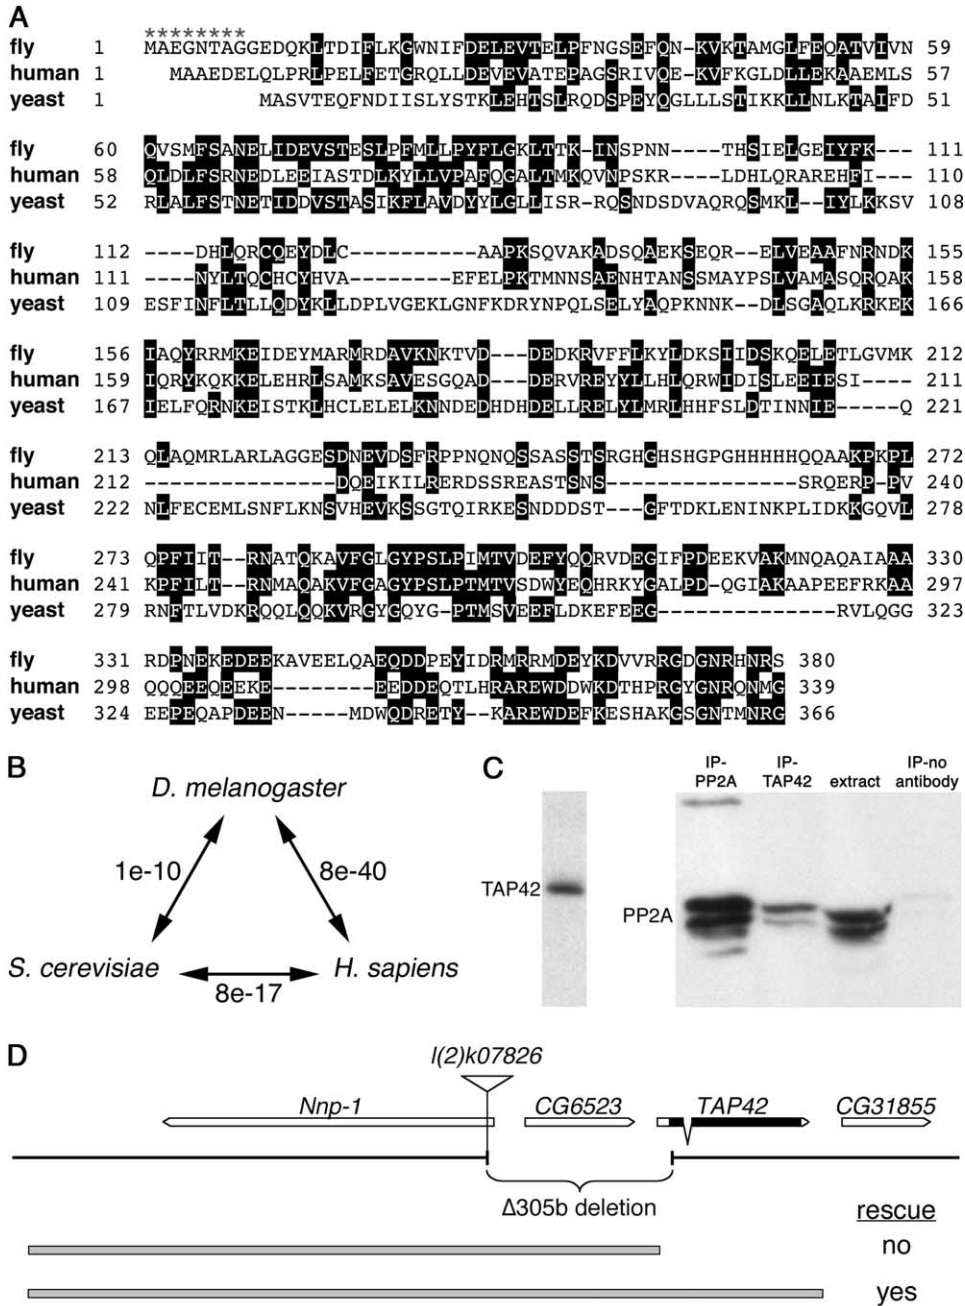 A
********
fly 1 MAEGNTAGGEDQKLTDIFLKGWNIFDELEVTELPFNGSEFQN-KVKTAMGLFEQATVIVN 59
human 1 MAAEDELQLPRLPELFETGRQLLDEVEVATEPAGSRIVQE-KVFKGLDLLEKAAEMLS 57
yeast 1 MASVTEQFNDIISLYSTKLEHTSLRQDSPEYQGLLLSTIKKLLNLKTAIFD 51
fly 60 QVSMFSANELIDEVSTESLPFMLLPYFLGKLTTK-INSPNN----THSIELGEIYFK--- 111
human 58 QLDLFSRNEDLEEIASTDLKYLLVPAFQGALTMKQVNPSKR----LDHLQRAREHFI--- 110
yeast 52 RLALFSTNETIDDVSTASIKFLAVDYYLGLLISR-RQSNDSDVAQRQSMKL--IYLKKSV 108
fly 112 ----DHLQRCQEYDLC----------AAPKSQVAKADSQAEKSEQR--ELVEAAFNRNDK 155
human 111 ----NYLTQCHCYHVA--------EFELPKTMNNSAENHTANSSMAYPSLVAMASQRQAK 158
yeast 109 ESFINFLTLLQDYKLLDPLVGEKLGNFKDRYNPQLSELYAQPKNNK--DLSGAQLKRKEK 166
fly 156 IAQYRRMKEIDEYMARMRDAVKNKTVD---DEDKRVFFLKYLDKSIIDSKQELETLGVMK 212
human 159 IQRYKQKKELEHRLSAMKSAVESGQAD---DERVREYYLLHLQRWIDISLEEIESI---- 211
yeast 167 IELFQRNKEISTKLHCLELELKNNDEDHDHDELLRELYLMRLHHFSLDTINNIE-----Q 221
fly 213 QLAQMRLARLAGGESDNEVDSFRPPNQNQSSASSTSRGHGHSHGPGHHHHHQQAAKPKPL 272
human 212 ---------------DQEIKILRERDSSREASTSNS---------------SRQERP-PV 240
yeast 222 NLFECEMLSNFLKNSVHEVKSSGTQIRKESNDDDST---GFTDKLENINKPLIDKKGQVL 278
fly 273 QPFIIT--RNATQKAVFGLGYPSLPIMTVDEFYQQRVDEGIFPDEEKVAKMNQAQAIAAA 330
human 241 KPFILT--RNMAQAKVFGAGYPSLPTMTVSDWYEQHRKYGALPD-QGIAKAAPEEFRKAA 297
yeast 279 RNFTLVDKRQQLQQKVRGYGQYG-PTMSVEEFLDKEFEEG--------------RVLQGG 323
fly 331 RDPNEKEDEEKAVEELQAEQDDPEYIDRMRRMDEYKDVVRRGDGNRHNRS 380
human 298 QQQEEQEEKE--------EEDDEQTLHRAREWDDWKDTHPRGYGNRQNMG 339
yeast 324 EEPEQAPDEEN-----MDWQDRETY--KAREWDEFKESHAKGSGNTMNRG 366
B
D. melanogaster
1e-10 8e-40
S. cerevisiae H. sapiens
8e-17
C
IP-PP2A IP-TAP42 extract IP-no antibody
TAP42
PP2A
D
l(2)k07826
Nnp-1 CG6523 TAP42 CG31855
Δ305b deletion
rescue
no
yes